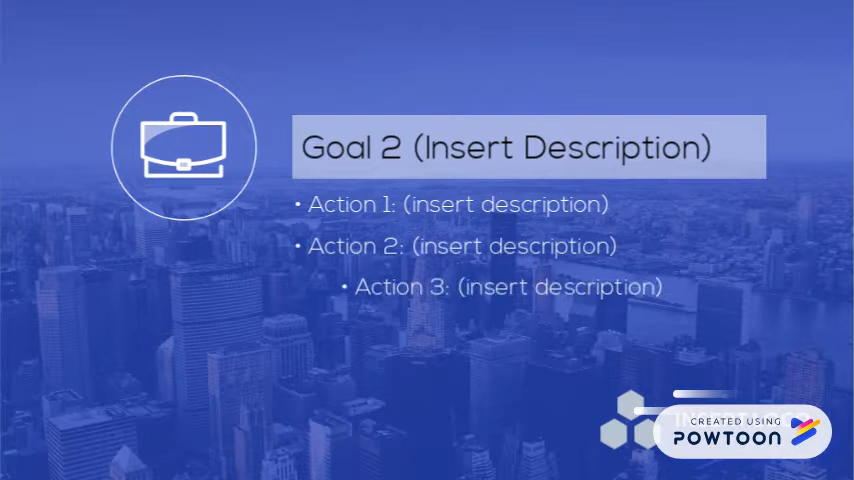 Goal 2 (Insert Description)
• Action 1: (insert description)
• Action 2: (insert description)
• Action 3: (insert description)
CREATED USING
POWTOON